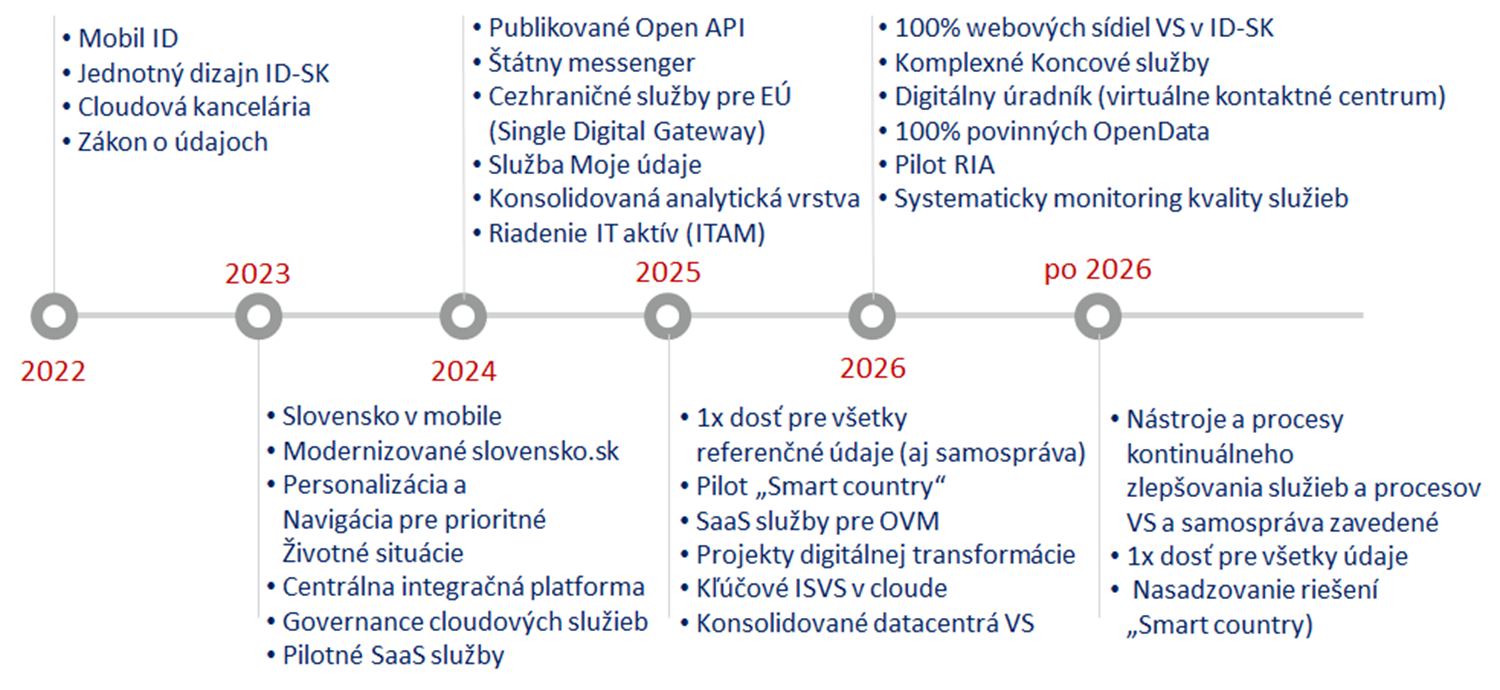 • Mobil ID
• Jednotný dizajn ID-SK
• Cloudová kancelária
• Zákon o údajoch
2022
2023
• Slovensko v mobile
• Modernizované slovensko.sk
• Personalizácia a
Navigácia pre prioritné
Životné situácie
• Centrálna integračná platforma
• Governance cloudových služieb
• Pilotné SaaS služby
• Publikované Open API
• Štátny messenger
• Cezhraničné služby pre EÚ
(Single Digital Gateway)
• Služba Moje údaje
• Konsolidovaná analytická vrstva
• Riadenie IT aktív (ITAM)
2024
2025
• 1x dosť pre všetky
referenčné údaje (aj samospráva)
• Pilot „Smart country“
• SaaS služby pre OVM
• Projekty digitálnej transformácie
• Kľúčové ISVS v cloude
• Konsolidované datacentrá VS
• 100% webových sídiel VS v ID-SK
• Komplexné Koncové služby
• Digitálny úradník (virtuálne kontaktné centrum)
• 100% povinných OpenData
• Pilot RIA
• Systematicky monitoring kvality služieb
2026
po 2026
• Nástroje a procesy
kontinuálneho
zlepšovania služieb a procesov
VS a samospráva zavedené
• 1x dosť pre všetky údaje
• Nasadzovanie riešení
„Smart country)